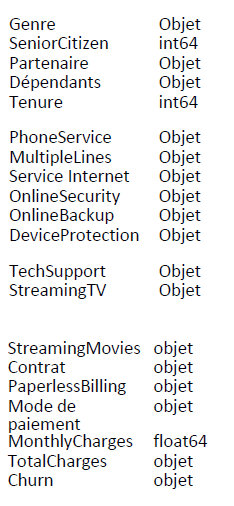 Genre Objet
SeniorCitizen int64
Partenaire Objet
Dépendants Objet
Tenure int64
PhoneService Objet
MultipleLines Objet
Service Internet Objet
OnlineSecurity Objet
OnlineBackup Objet
DeviceProtection Objet
TechSupport Objet
StreamingTV Objet
StreamingMovies objet
Contrat objet
PaperlessBilling objet
Mode de objet
paiement
MonthlyCharges float64
TotalCharges objet
Churn objet